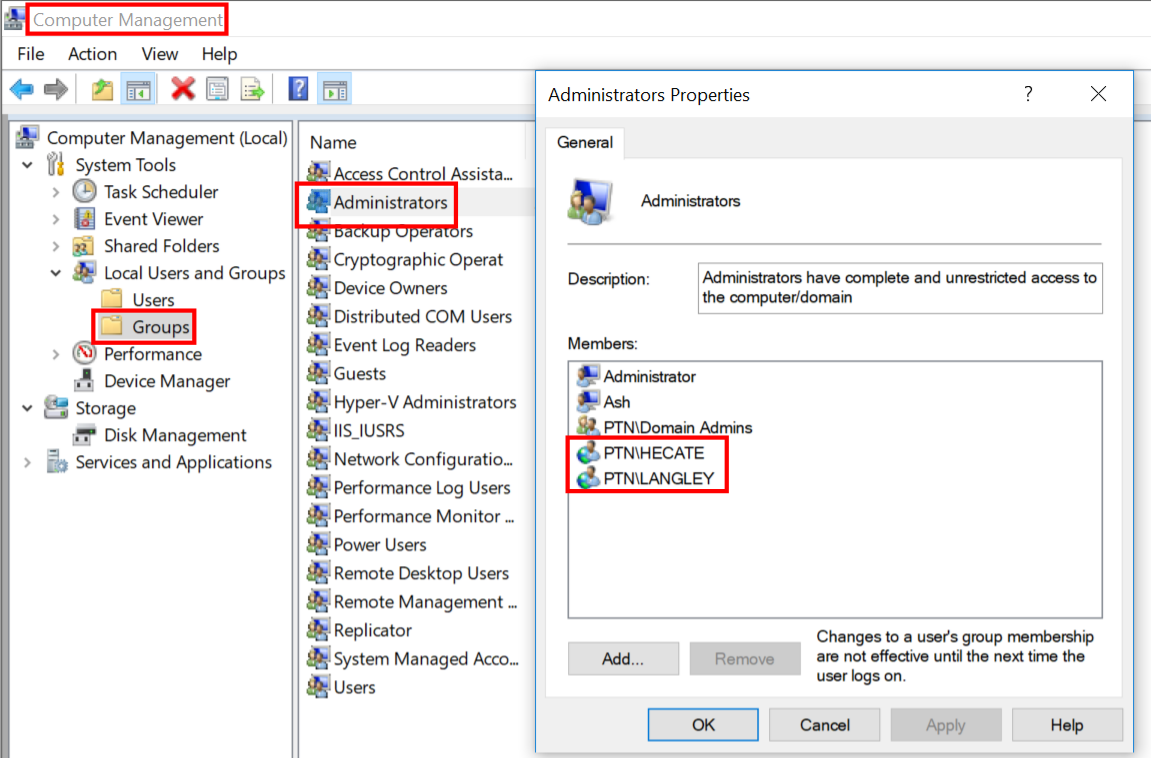 Computer Management
File Action View Help
Computer Management (Local)
System Tools
Task Scheduler
Event Viewer
Shared Folders
Local Users and Groups
Users
Groups
Performance
Device Manager
Storage
Disk Management
Services and Applications
Name
Access Control Assista...
Administrators
Backup Operators
Cryptographic Operat
Device Owners
Distributed COM Users
Event Log Readers
Guests
Hyper-V Administrators
IIS_IUSRS
Network Configuratio...
Performance Log Users
Performance Monitor ...
Power Users
Remote Desktop Users
Remote Management ...
Replicator
System Managed Acco...
Users
Administrators Properties
?
General
Administrators
Description:
Administrators have complete and unrestricted access to
the computer/domain
Members:
Administrator
Ash
PTN\Domain Admins
PTN\HECATE
PTN\LANGLEY
Add...
Remove
Changes to a user's group membership
are not effective until the next time the
user logs on.
OK Cancel Apply Help